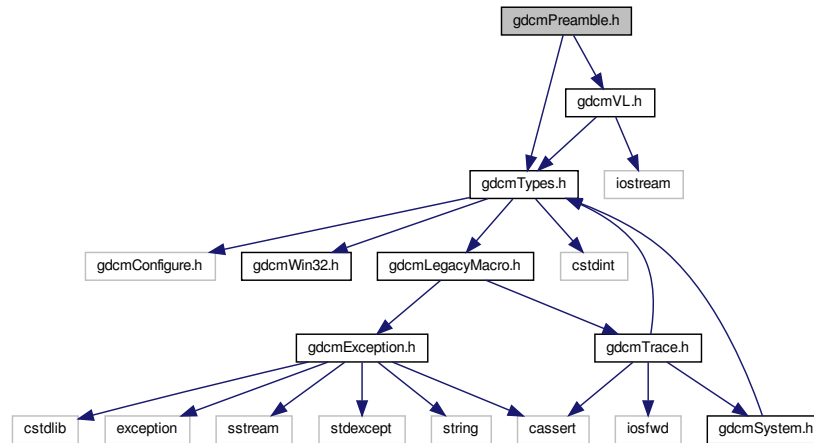 gdcmPreamble.h
gdcmVL.h
gdcmTypes.h
iostream
gdcmConfigure.h
gdcmWin32.h
gdcmLegacyMacro.h
cstdint
gdcmException.h
gdcmTrace.h
cstdlib
exception
sstream
stdexcept
string
cassert
iosfwd
gdcmSystem.h